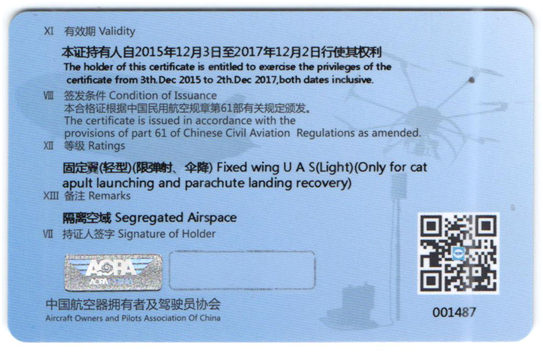 XI 有效期 Validity
本证持有人自2015年12月3日至2017年12月2日行使其权利
The holder of this certificate is entitled to exercise the privileges of the
certificate from 3th.Dec 2015 to 2th.Dec 2017,both dates inclusive.
VIII 签发条件 Condition of Issuance
本合格证根据中国民用航空规章第61部有关规定颁发。
The certificate is issued in accordance with the
provisions of part 61 of Chinese Civil Aviation Regulations as amended.
XII 等级 Ratings
固定翼(轻型)(限弹射、伞降) Fixed wing U A S(Light)(Only for cat
apult launching and parachute landing recovery)
XIII 备注 Remarks
隔离空域 Segregated Airspace
VII 持证人签字 Signature of Holder
AOPA
中国航空器拥有者及驾驶员协会
Aircraft Owners and Pilots Association Of China
001487